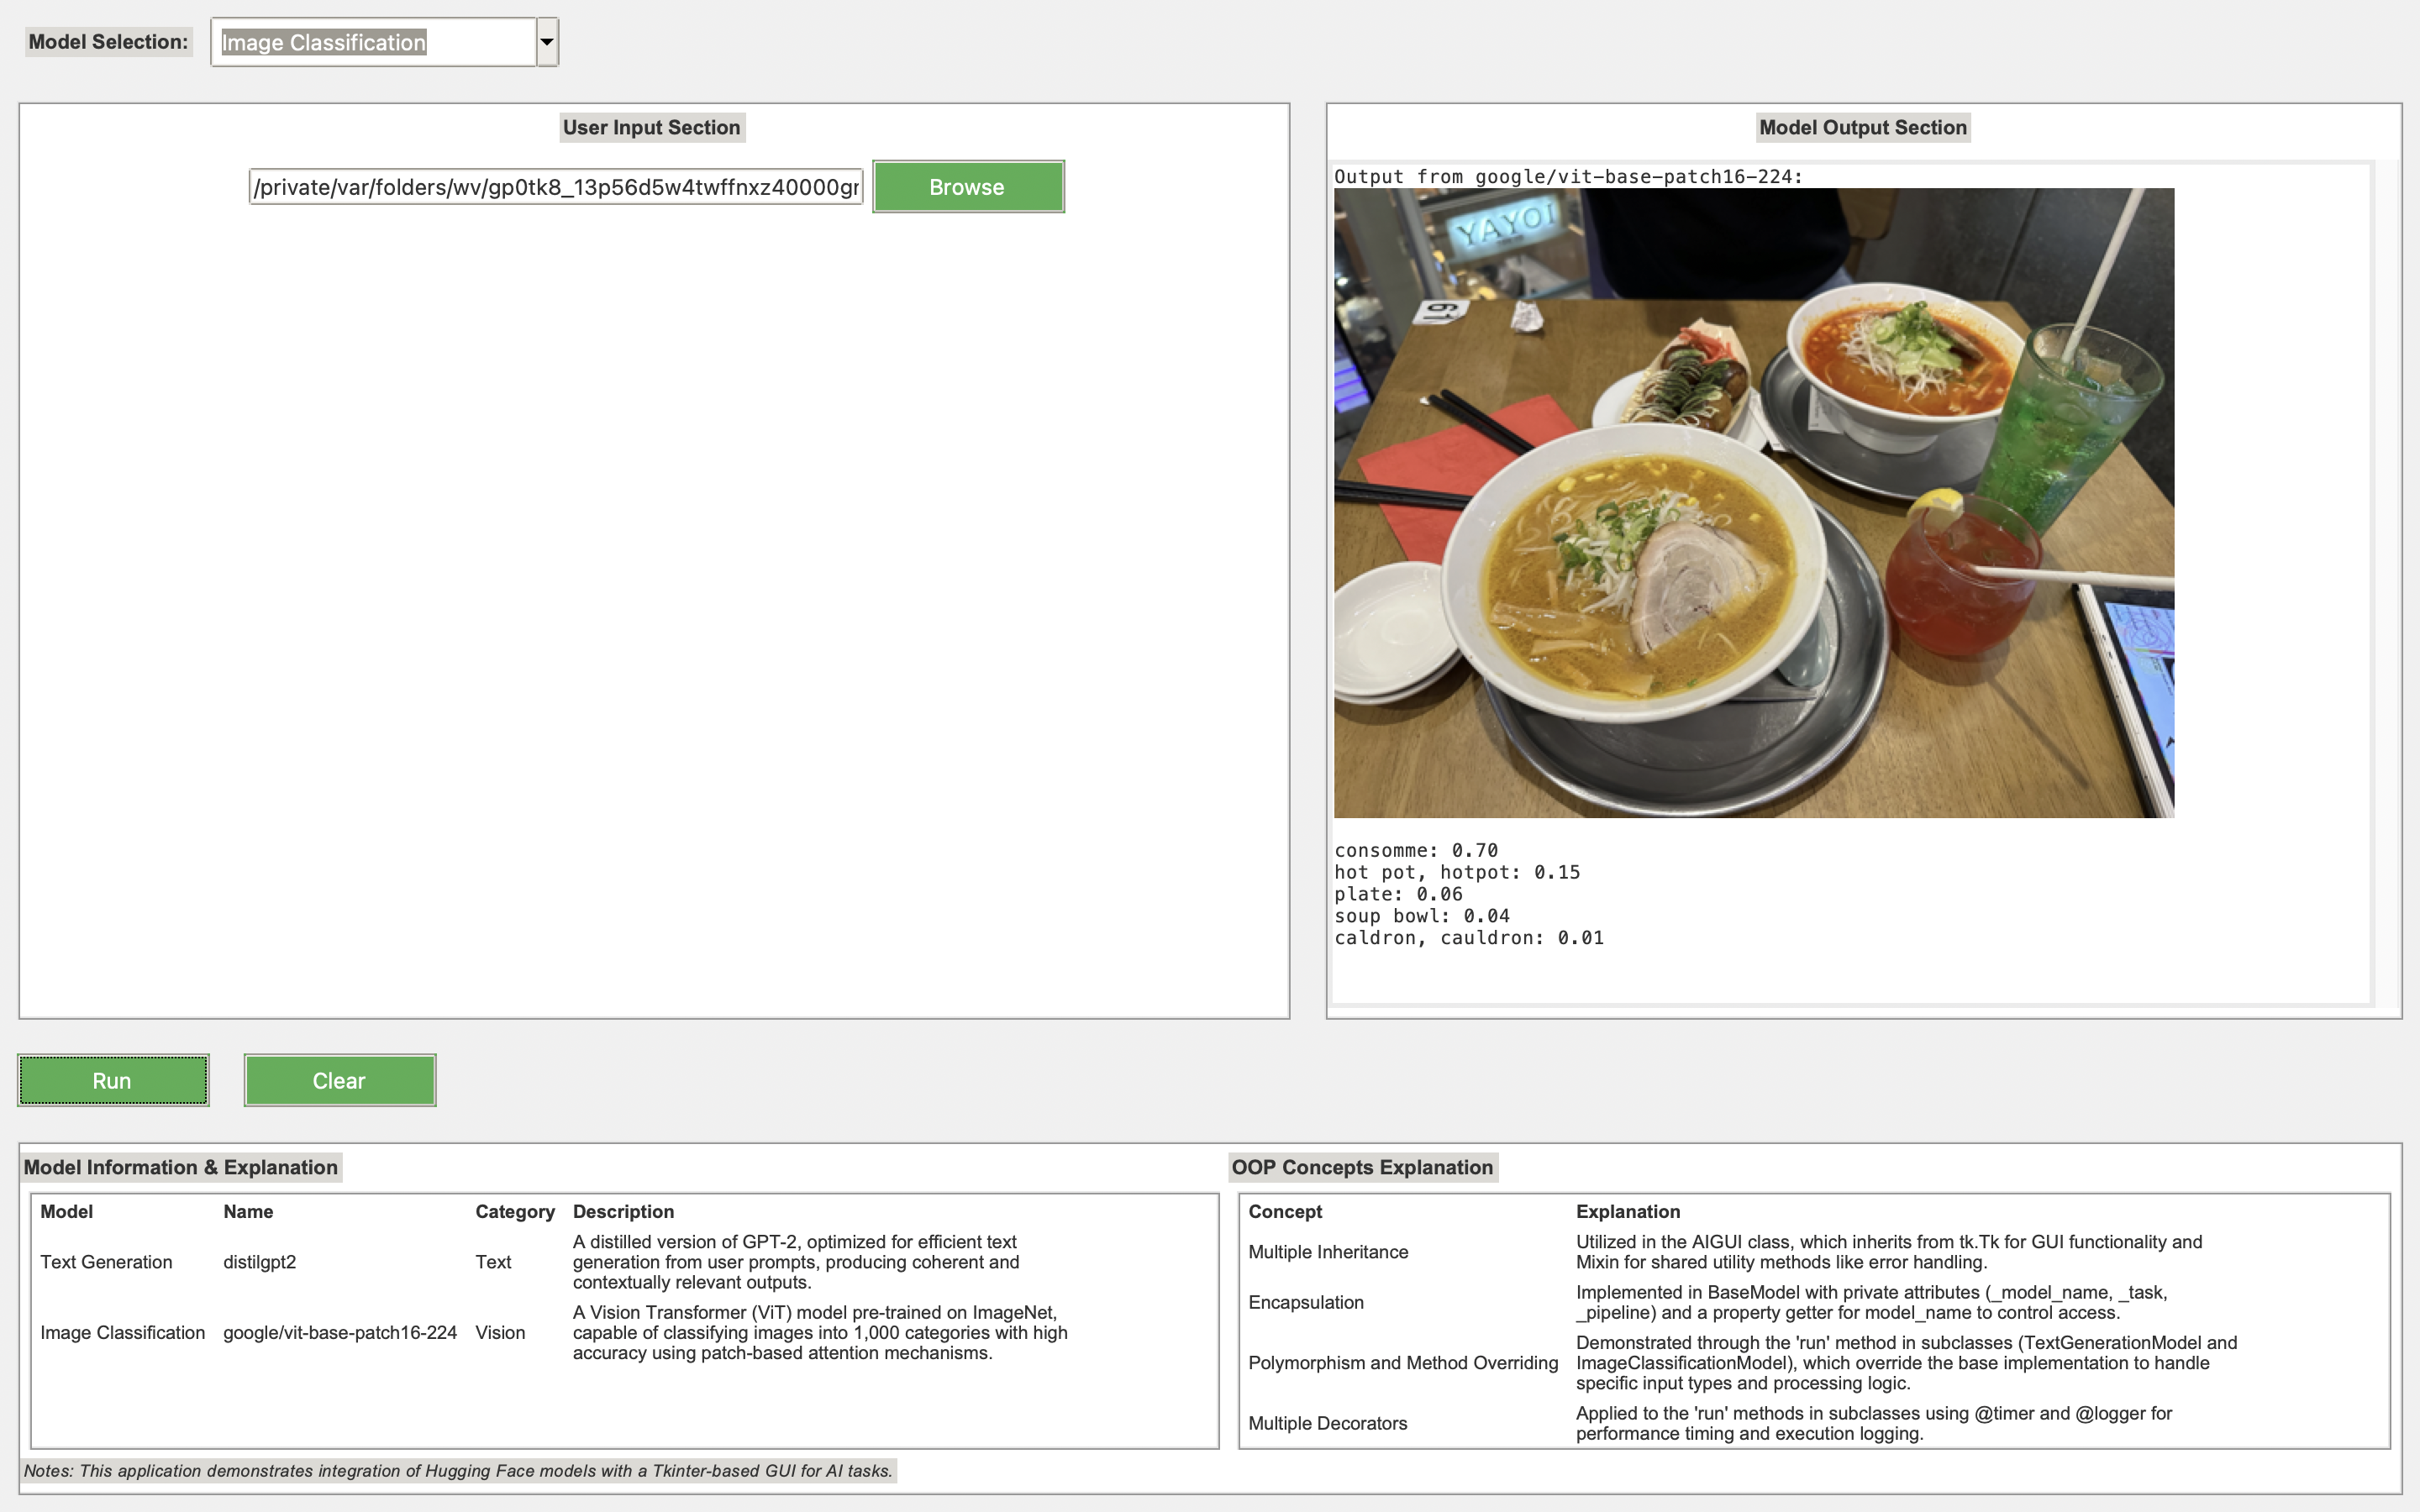 Model Selection:
Image Classification
User Input Section
/private/var/folders/wv/gp0tk8_13p56d5w4twffnxz40000gr
Browse
Model Output Section
Output from google/vit-base-patch16-224:
YAYOI
61
consomme: 0.70
hot pot, hotpot: 0.15
plate: 0.06
soup bowl: 0.04
caldron, cauldron: 0.01
Run
Clear
Model Information & Explanation
Model Name Category Description
Text Generation distilgpt2 Text
A distilled version of GPT-2, optimized for efficient text
generation from user prompts, producing coherent and
contextually relevant outputs.
Image Classification google/vit-base-patch16-224 Vision
A Vision Transformer (ViT) model pre-trained on ImageNet,
capable of classifying images into 1,000 categories with high
accuracy using patch-based attention mechanisms.
OOP Concepts Explanation
Concept Explanation
Multiple Inheritance
Utilized in the AIGUI class, which inherits from tk.Tk for GUI functionality and
Mixin for shared utility methods like error handling.
Encapsulation
Implemented in BaseModel with private attributes (_model_name, _task,
_pipeline) and a property getter for model_name to control access.
Polymorphism and Method Overriding
Demonstrated through the 'run' method in subclasses (TextGenerationModel and
ImageClassificationModel), which override the base implementation to handle
specific input types and processing logic.
Multiple Decorators
Applied to the 'run' methods in subclasses using @timer and @logger for
performance timing and execution logging.
Notes: This application demonstrates integration of Hugging Face models with a Tkinter-based GUI for AI tasks.